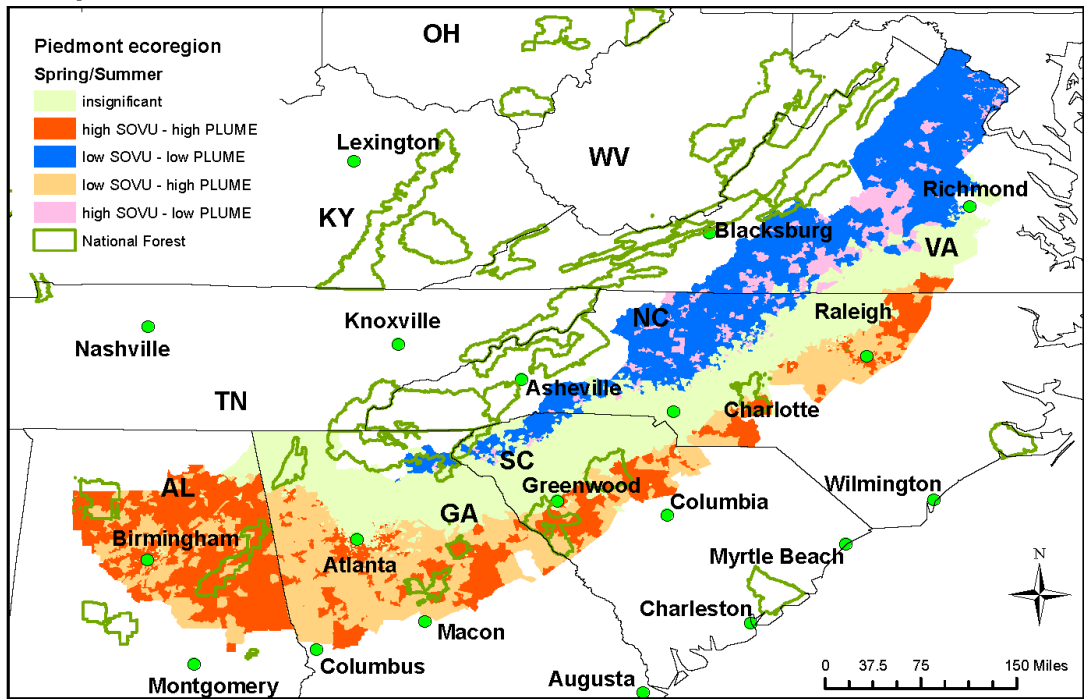 Piedmont ecoregion
Spring/Summer
insignificant
high SOVU - high PLUME
low SOVU - low PLUME
low SOVU - high PLUME
high SOVU - low PLUME
National Forest
OH
Lexington
WV
KY
Richmond
Blacksburg
VA
NC
Raleigh
Knoxville
Nashville
Asheville
TN
Charlotte
SC
AL
Greenwood
Wilmington
GA
Columbia
Birmingham
Atlanta
Myrtle Beach
N
Charleston
Macon
Columbus
Montgomery
Augusta
0 37.5 75 150 Miles